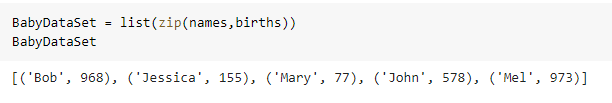 BabyDataSet = list(zip(names,births))
BabyDataSet
[('Bob', 968), ('Jessica', 155), ('Mary', 77), ('John', 578), ('Mel', 973)]